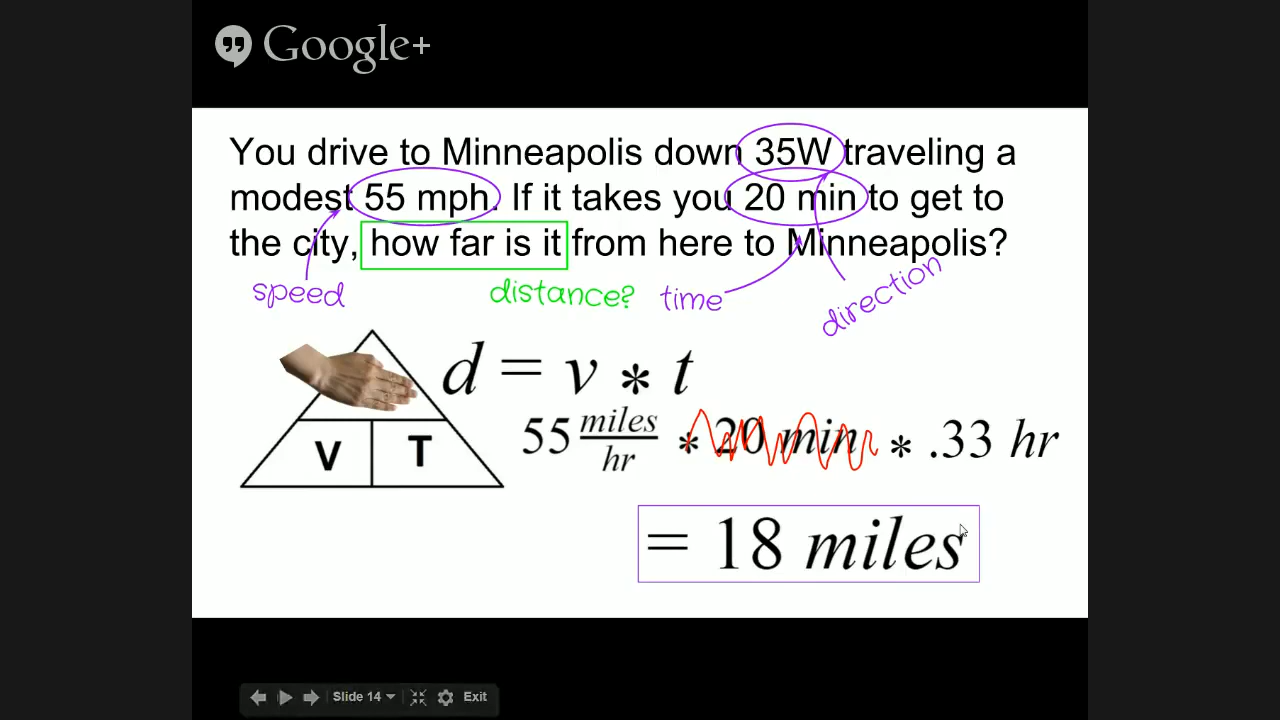 Google+
You drive to Minneapolis down 35W traveling a
modest 55 mph. If it takes you 20 min to get to
the city, how far is it from here to Minneapolis?
speed distance? time direction
d = v * t
55 miles/hr * 20 min * .33 hr
V T
= 18 miles
Slide 14 Exit